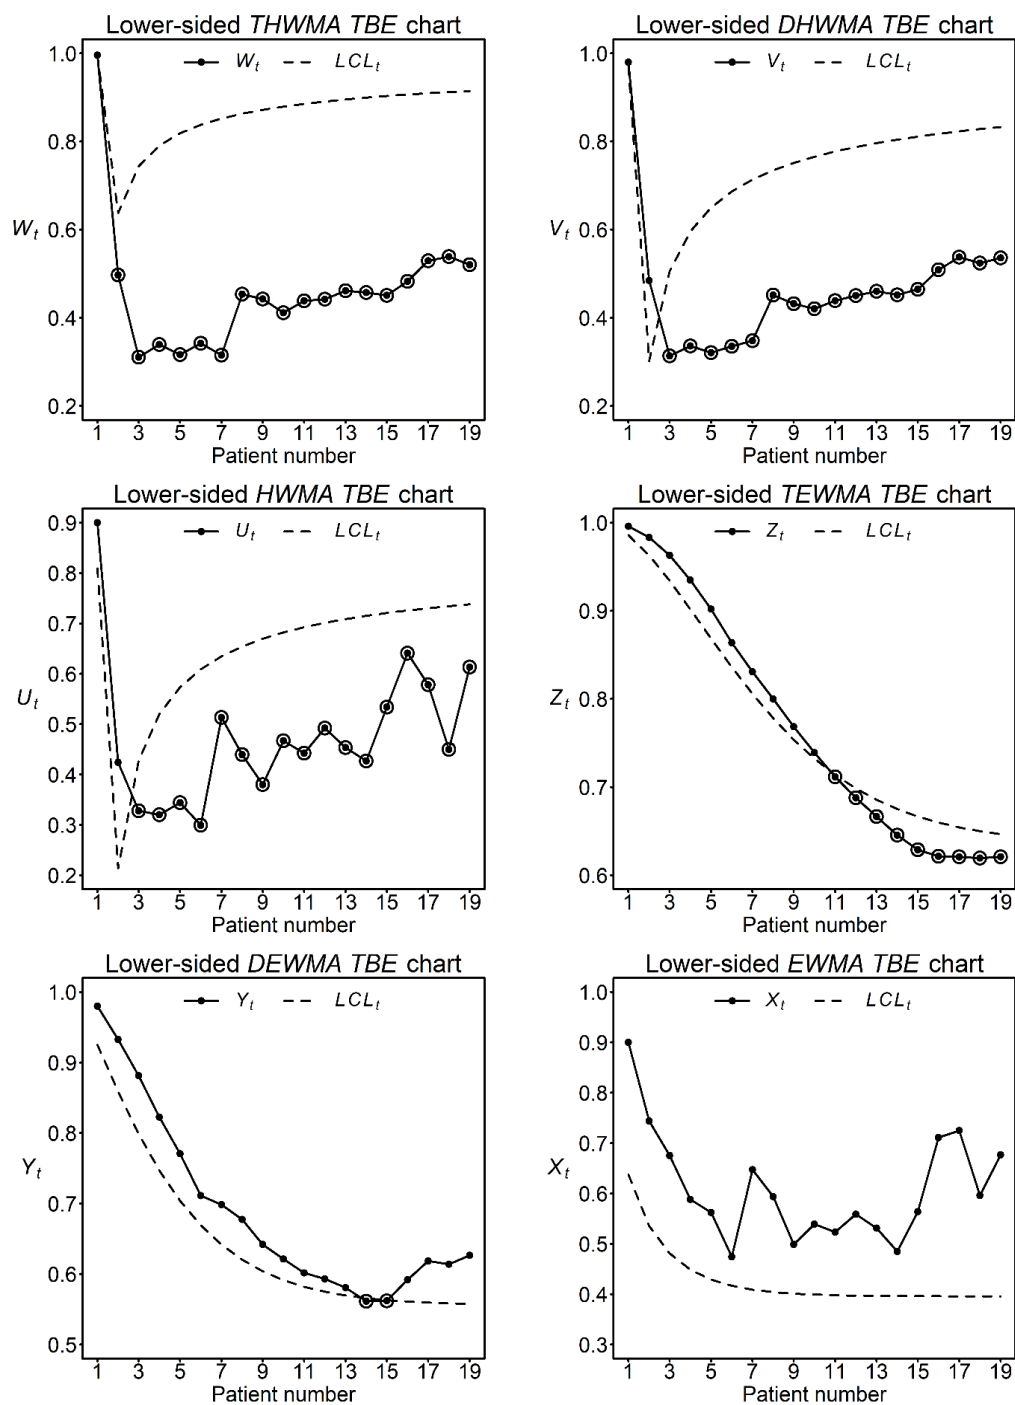 Lower-sided THWMA TBE chart
W_t
LCL_t
1.0
0.8
0.6
0.4
0.2
W_t
1 3 5 7 9 11 13 15 17 19
Patient number
Lower-sided DHWMA TBE chart
V_t
LCL_t
1.0
0.8
0.6
0.4
0.2
V_t
1 3 5 7 9 11 13 15 17 19
Patient number
Lower-sided HWMA TBE chart
U_t
LCL_t
0.9
0.8
0.7
0.6
0.5
0.4
0.3
0.2
U_t
1 3 5 7 9 11 13 15 17 19
Patient number
Lower-sided TEWMA TBE chart
Z_t
LCL_t
1.0
0.9
0.8
0.7
0.6
Z_t
1 3 5 7 9 11 13 15 17 19
Patient number
Lower-sided DEWMA TBE chart
Y_t
LCL_t
1.0
0.9
0.8
0.7
0.6
0.5
Y_t
1 3 5 7 9 11 13 15 17 19
Patient number
Lower-sided EWMA TBE chart
X_t
LCL_t
1.0
0.9
0.8
0.7
0.6
0.5
0.4
0.3
X_t
1 3 5 7 9 11 13 15 17 19
Patient number